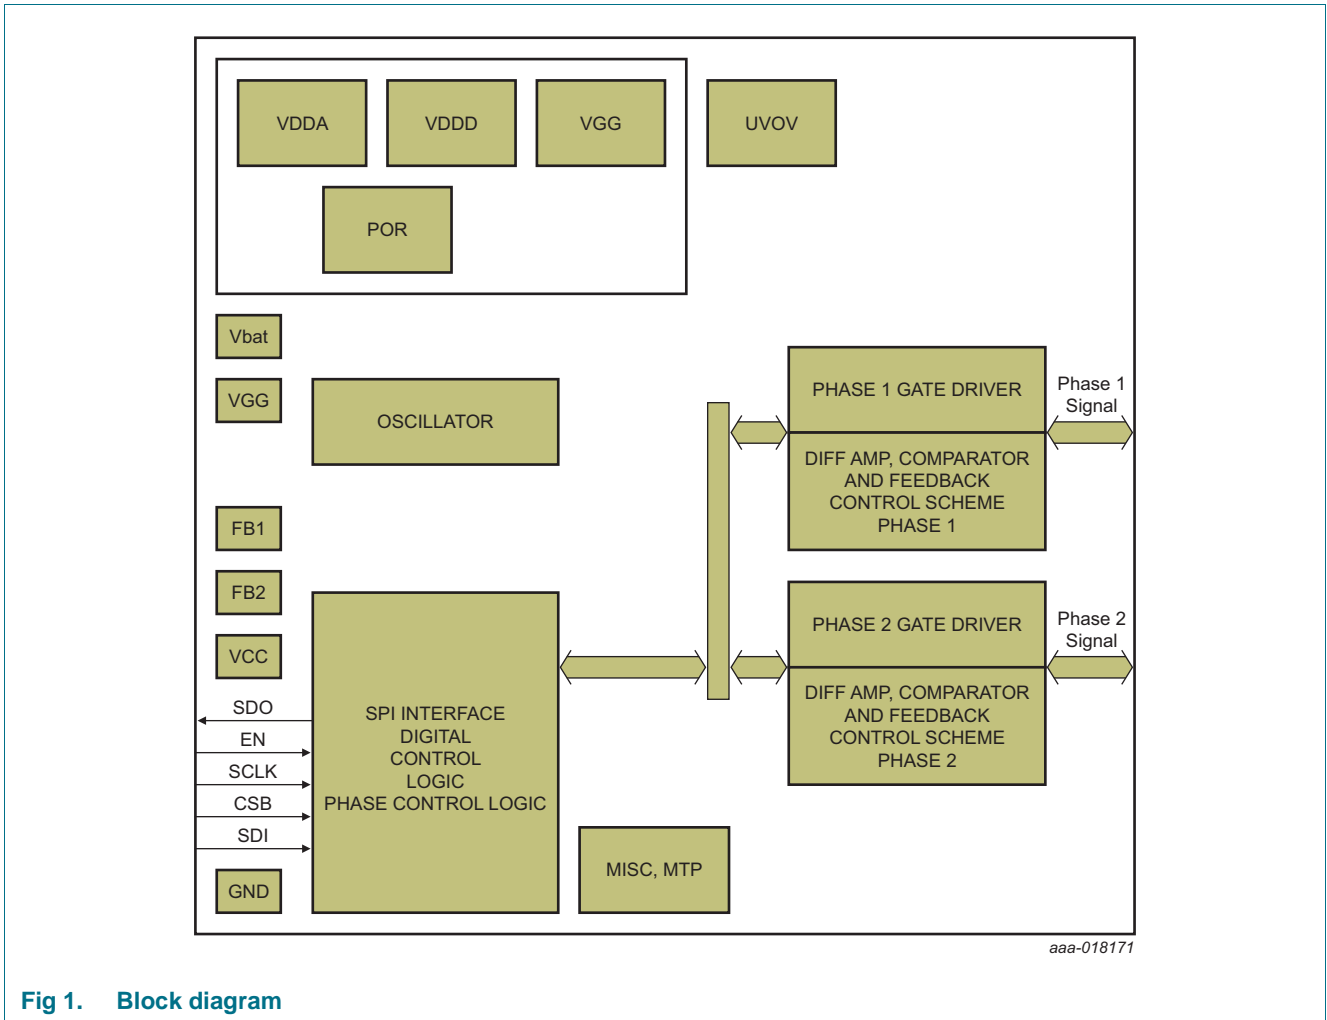 VDDA
VDDD
VGG
UVOV
POR
Vbat
VGG
OSCILLATOR
FB1
FB2
VCC
SDO
EN
SCLK
CSB
SDI
GND
SPI INTERFACE
DIGITAL
CONTROL
LOGIC
PHASE CONTROL LOGIC
MISC, MTP
PHASE 1 GATE DRIVER
DIFF AMP, COMPARATOR
AND FEEDBACK
CONTROL SCHEME
PHASE 1
Phase 1
Signal
PHASE 2 GATE DRIVER
DIFF AMP, COMPARATOR
AND FEEDBACK
CONTROL SCHEME
PHASE 2
Phase 2
Signal
aaa-018171
Fig 1. Block diagram